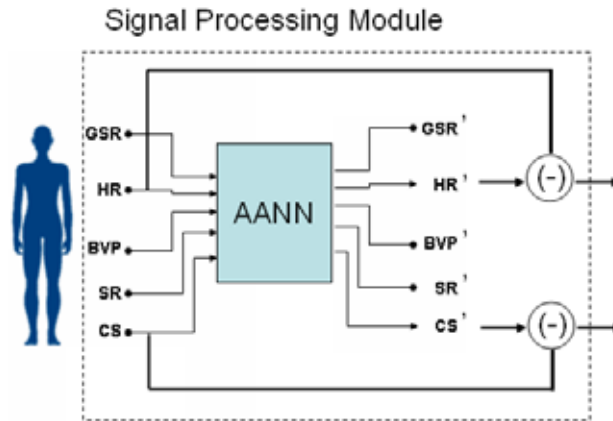 Signal Processing Module
GSR
HR
BVP
SR
CS
AANN
GSR'
HR'
BVP'
SR'
CS'
(-)
(-)